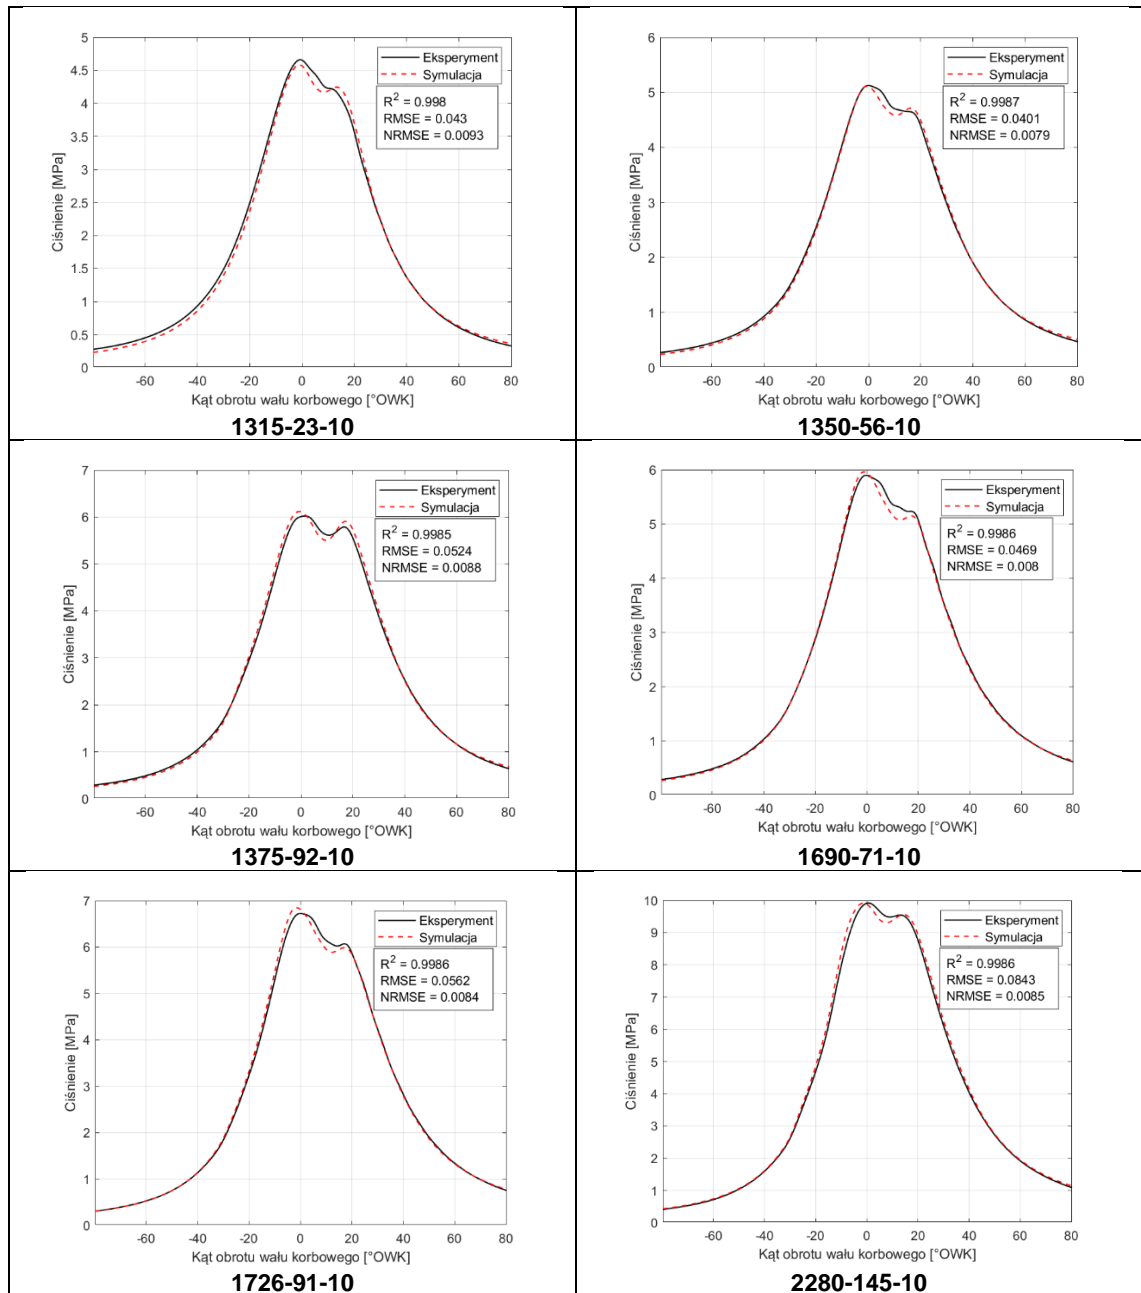 5
4.5
4
3.5
3
2.5
2
1.5
1
0.5
0
Ciśnienie [MPa]
Eksperyment
Symulacja
R² = 0.998
RMSE = 0.043
NRMSE = 0.0093
-60 -40 -20 0 20 40 60 80
Kąt obrotu wału korbowego [°OWK]
1315-23-10
6
5
4
3
2
1
0
Ciśnienie [MPa]
Eksperyment
Symulacja
R² = 0.9987
RMSE = 0.0401
NRMSE = 0.0079
-60 -40 -20 0 20 40 60 80
Kąt obrotu wału korbowego [°OWK]
1350-56-10
7
6
5
4
3
2
1
0
Ciśnienie [MPa]
Eksperyment
Symulacja
R² = 0.9985
RMSE = 0.0524
NRMSE = 0.0088
-60 -40 -20 0 20 40 60 80
Kąt obrotu wału korbowego [°OWK]
1375-92-10
6
5
4
3
2
1
0
Ciśnienie [MPa]
Eksperyment
Symulacja
R² = 0.9986
RMSE = 0.0469
NRMSE = 0.008
-60 -40 -20 0 20 40 60 80
Kąt obrotu wału korbowego [°OWK]
1690-71-10
7
6
5
4
3
2
1
0
Ciśnienie [MPa]
Eksperyment
Symulacja
R² = 0.9986
RMSE = 0.0562
NRMSE = 0.0084
-60 -40 -20 0 20 40 60 80
Kąt obrotu wału korbowego [°OWK]
1726-91-10
10
9
8
7
6
5
4
3
2
1
0
Ciśnienie [MPa]
Eksperyment
Symulacja
R² = 0.9986
RMSE = 0.0843
NRMSE = 0.0085
-60 -40 -20 0 20 40 60 80
Kąt obrotu wału korbowego [°OWK]
2280-145-10